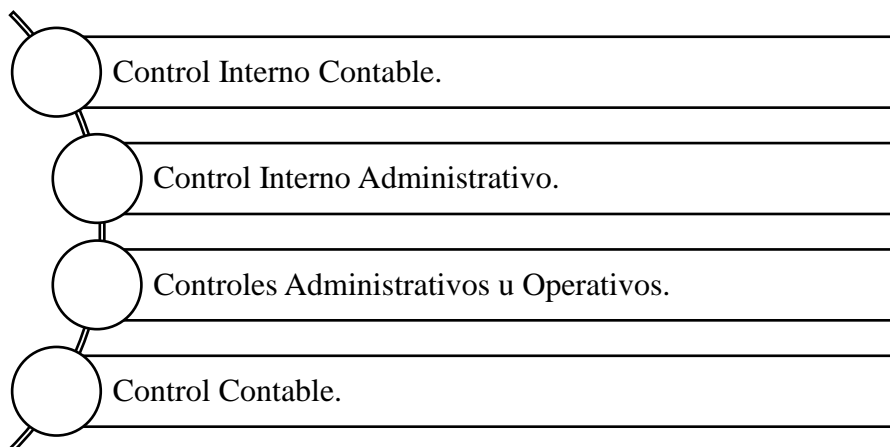 Control Interno Contable.
Control Interno Administrativo.
Controles Administrativos u Operativos.
Control Contable.